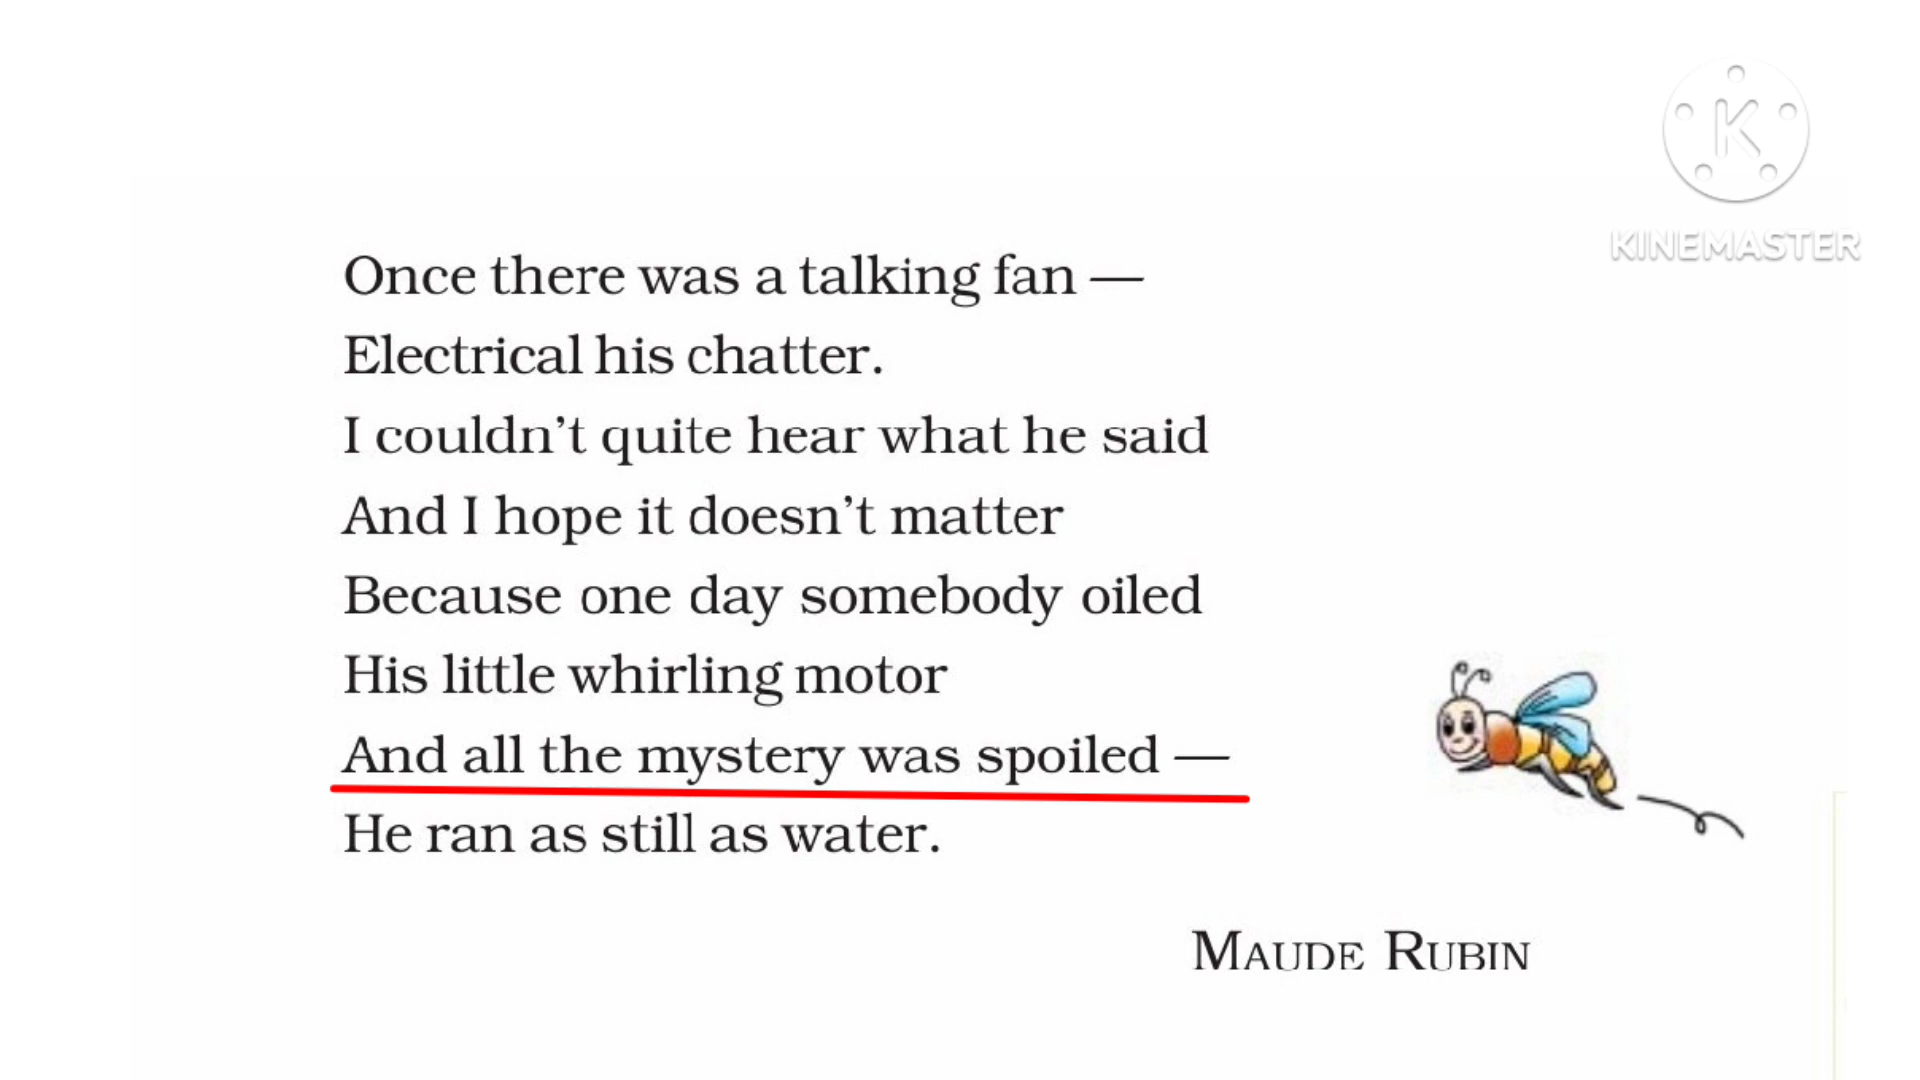 K
KINEMASTER
Once there was a talking fan —
Electrical his chatter.
I couldn’t quite hear what he said
And I hope it doesn’t matter
Because one day somebody oiled
His little whirling motor
And all the mystery was spoiled —
He ran as still as water.
MAUDE RUBIN